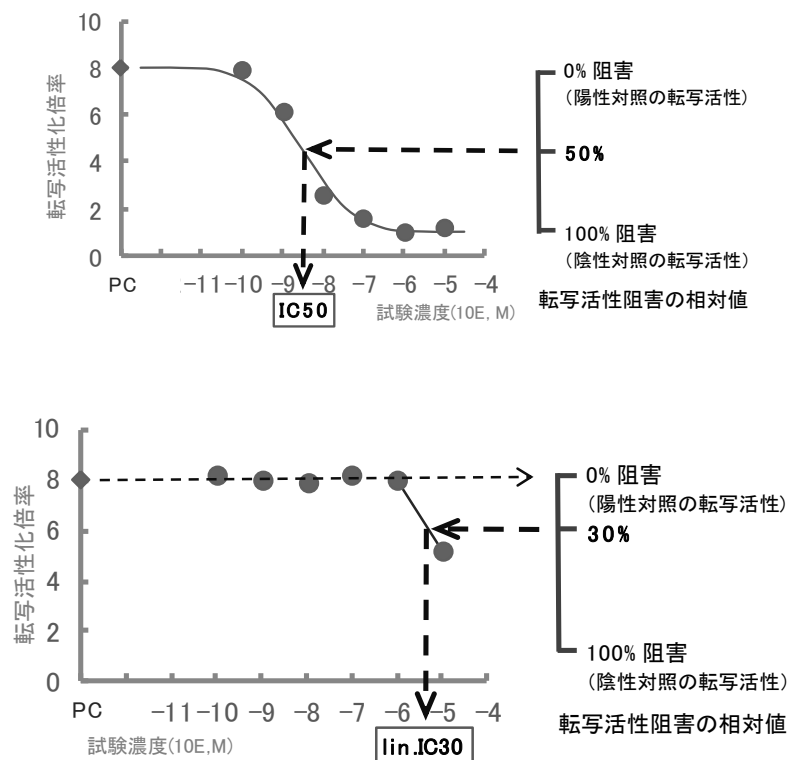 10
8
6
4
2
0
転写活性化倍率
PC
-11 -10 -9 -8 -7 -6 -5 -4
IC50
試験濃度(10E, M)
0% 阻害
(陽性対照の転写活性)
50%
100% 阻害
(陰性対照の転写活性)
転写活性阻害の相対値
10
8
6
4
2
0
転写活性化倍率
PC
-11 -10 -9 -8 -7 -6 -5 -4
試験濃度(10E,M)
lin.IC30
0% 阻害
(陽性対照の転写活性)
30%
100% 阻害
(陰性対照の転写活性)
転写活性阻害の相対値